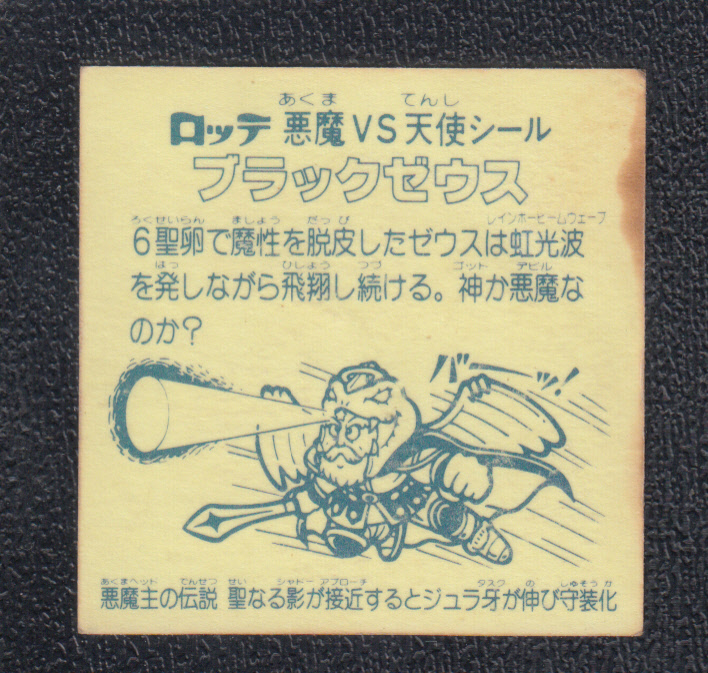 あくま てんし
ロッテ 悪魔VS天使シール
ブラックゼウス
ろくせいらん ましょう だっぴ レインボービームウェーブ
6聖卵で魔性を脱皮したゼウスは虹光波
はっ ひしょう つづ ゴット デビル
を発しながら飛翔し続ける。神か悪魔な
のか?
バーッ!
あくまヘッド でんせつ せい シャドー アプローチ タスク の しゅそうか
悪魔主の伝説 聖なる影が接近するとジュラ牙が伸び守装化